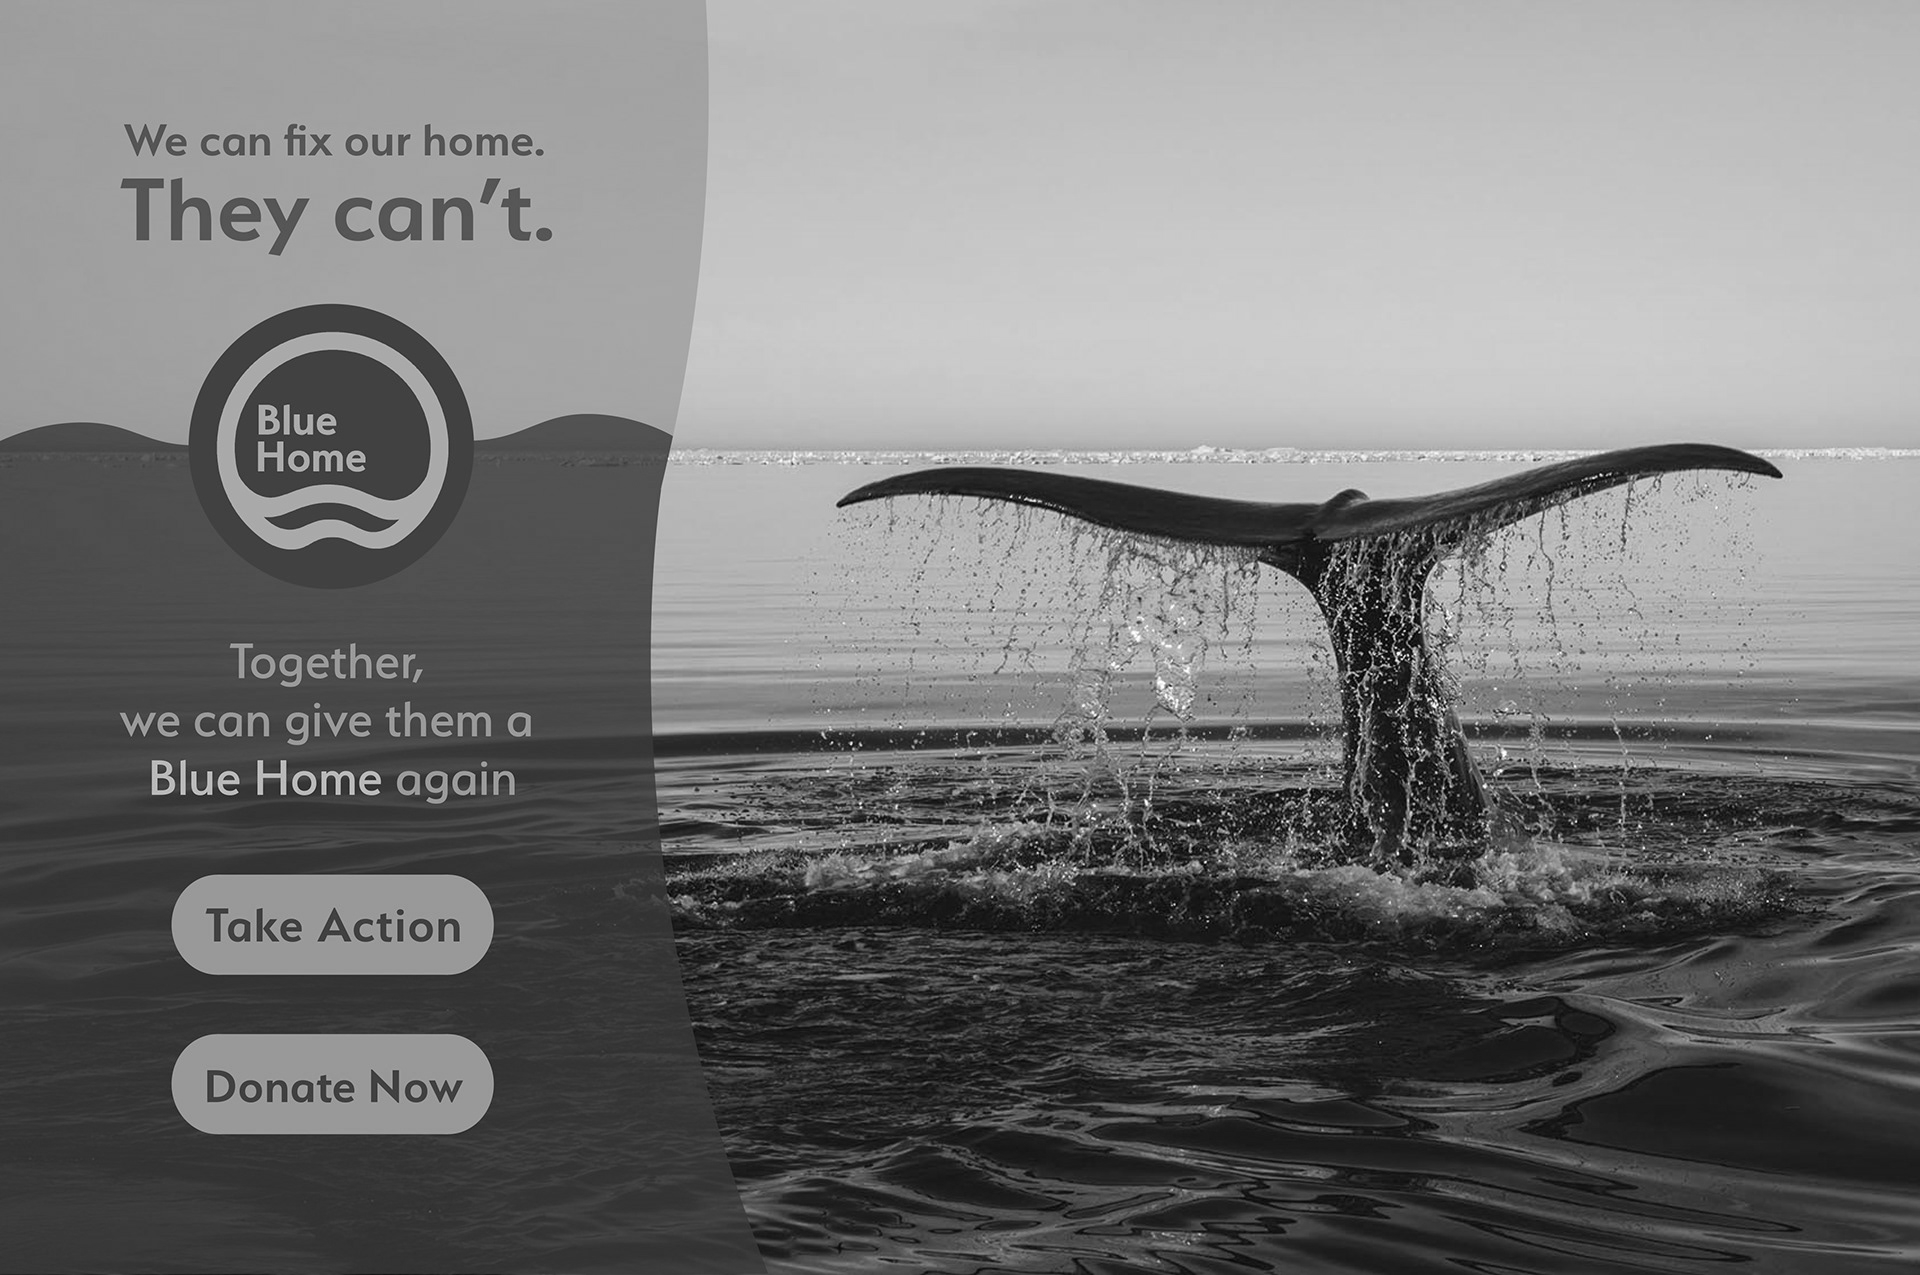 We can fix our home.
They can’t.
Blue
Home
Together,
we can give them a
Blue Home again
Take Action
Donate Now